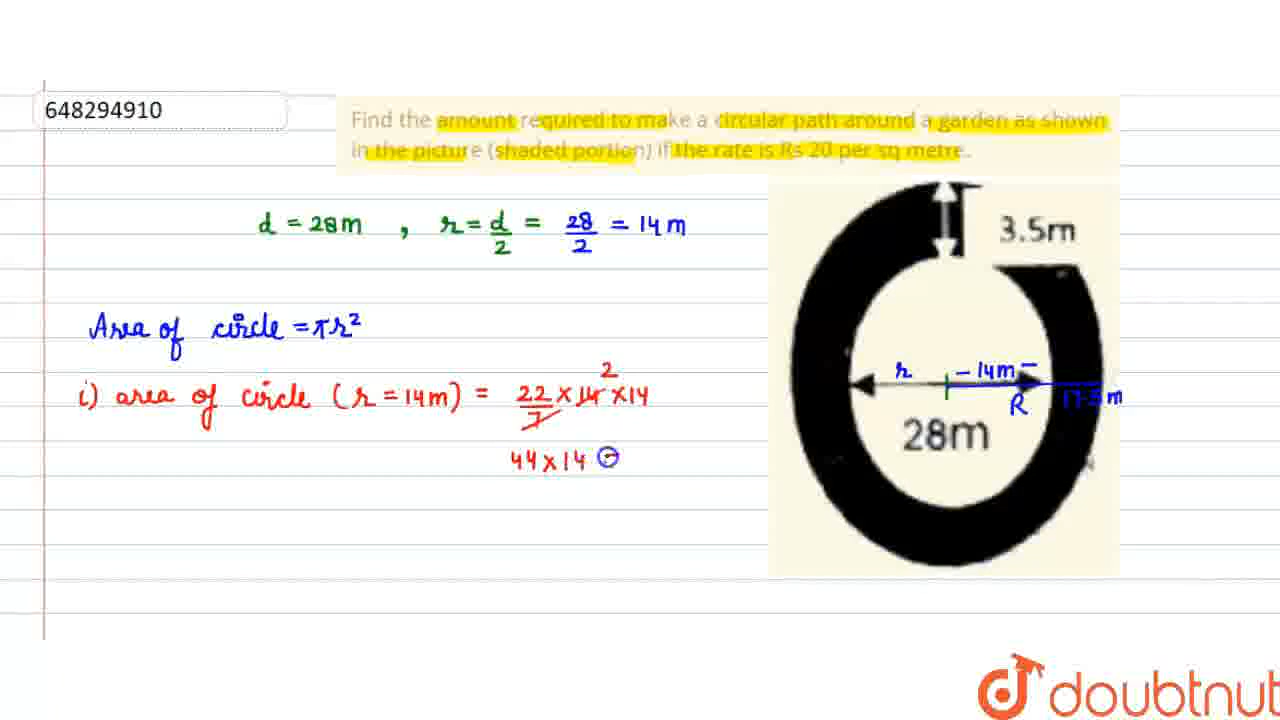 648294910
Find the amount required to make a circular path around a garden as shown
in the picture (shaded portion) if the rate is Rs 20 per sq metre.
d = 28m , r = d/2 = 28/2 = 14m
3.5m
Area of circle = πr²
r - 14m -
R 17.5m
i) area of circle (r = 14m) = 22/7 × 14 2 × 14
28m
44 × 14
doubtnut